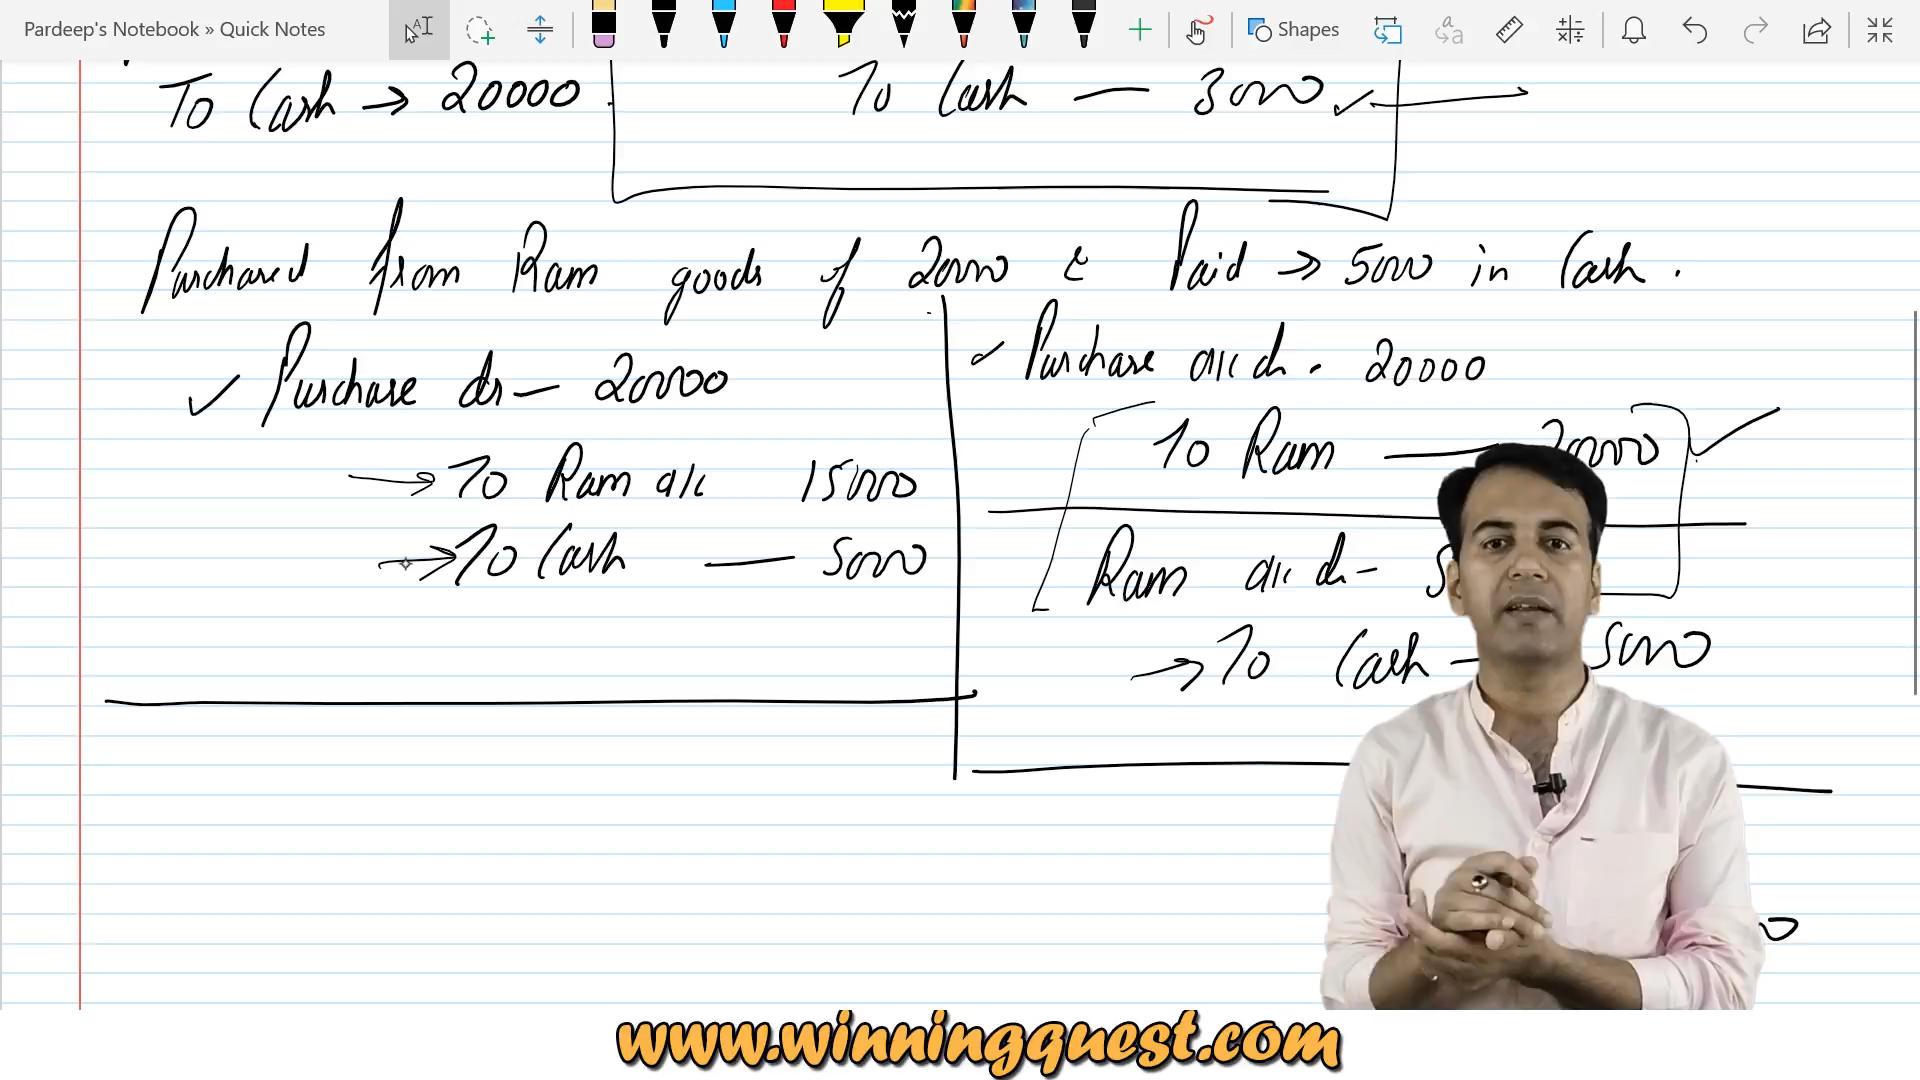 Pardeep's Notebook » Quick Notes
Shapes
To Cash → 20000
To Cash — 3000 ✓
Purchased from Ram goods of 20000 & Paid → 5000 in Cash.
✓ Purchase dr — 20000
→ To Ram a/c 15000
→ To Cash — 5000
✓ Purchase a/c dr. 20000
To Ram — 20000 ✓
Ram a/c dr —
→ To Cash — 5000
www.winningquest.com